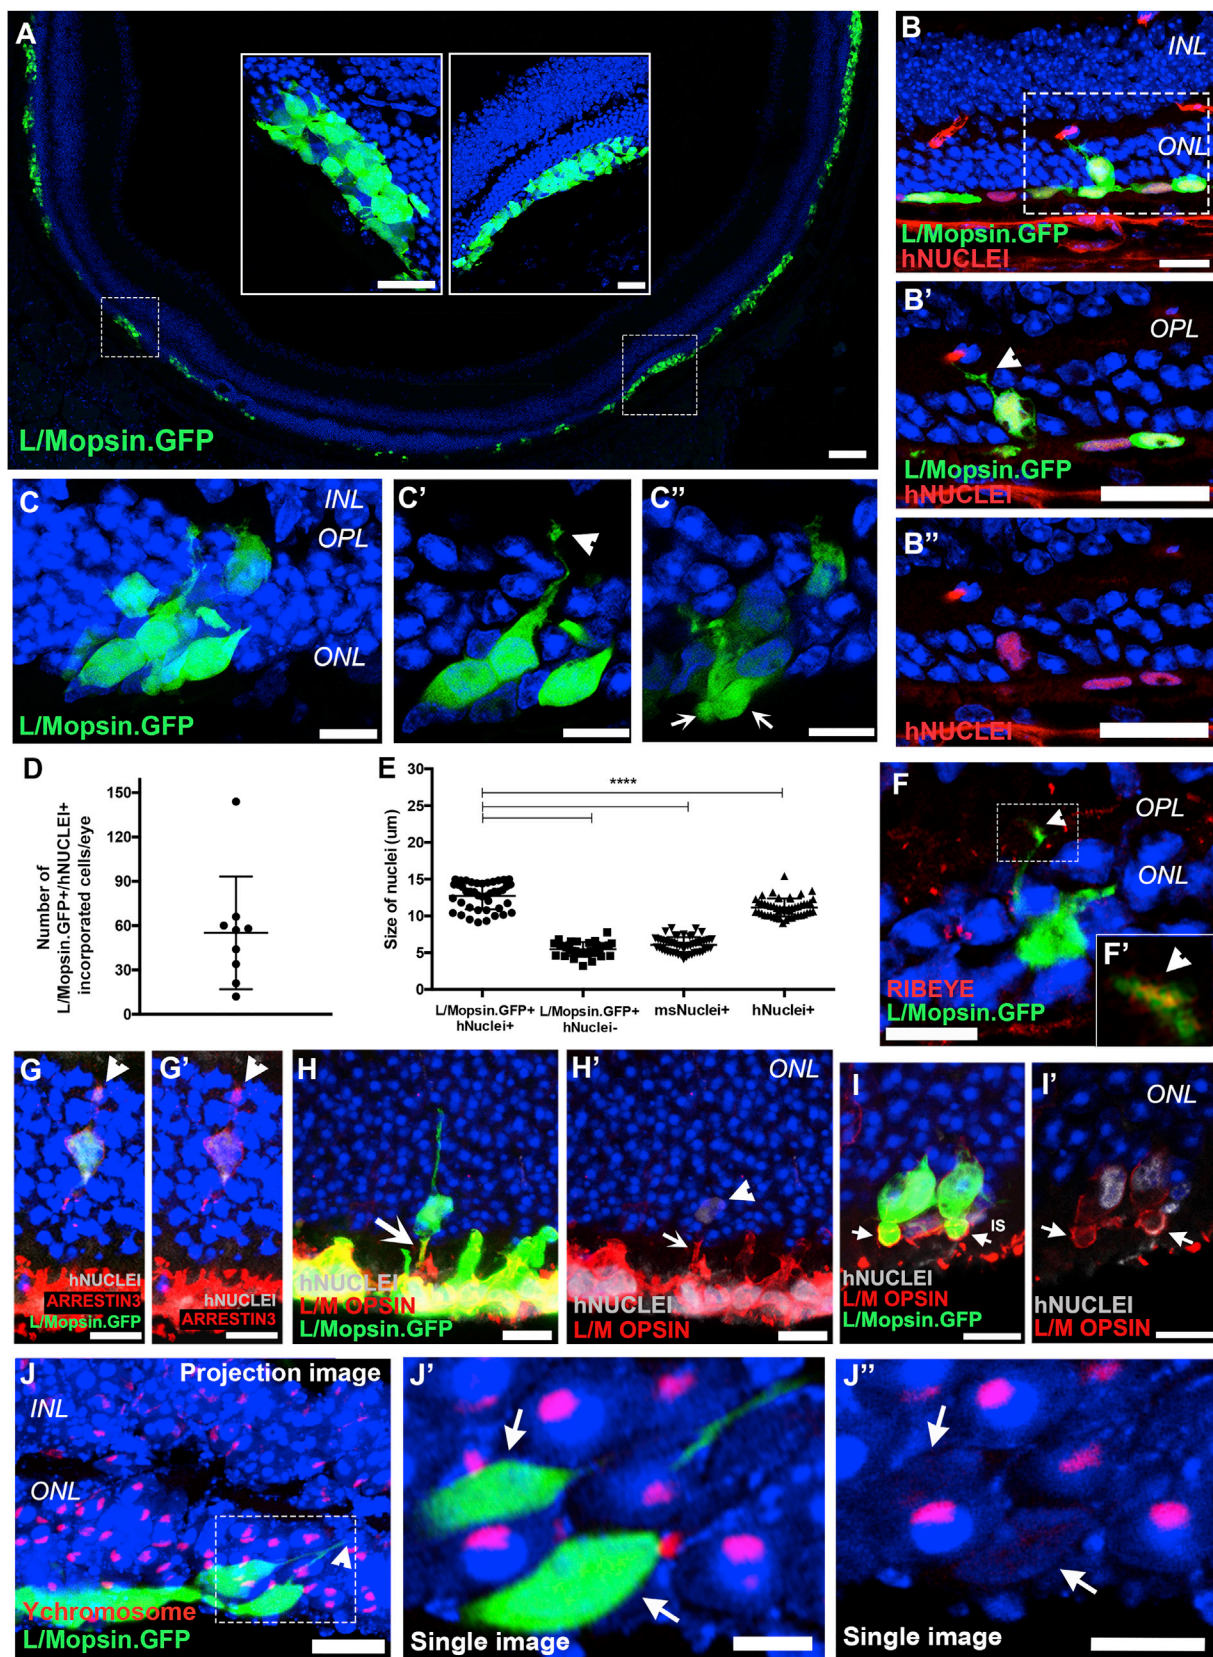 A
L/Mopsin.GFP
B
INL
ONL
L/Mopsin.GFP
hNUCLEI
B'
OPL
L/Mopsin.GFP
hNUCLEI
B''
hNUCLEI
C
INL
OPL
ONL
L/Mopsin.GFP
C'
C''
D
Number of
L/Mopsin.GFP+/hNUCLEI+
incorporated cells/eye
150
120
90
60
30
0
E
Size of nuclei (um)
30
25
20
15
10
5
0
****
L/Mopsin.GFP+
hNuclei+
L/Mopsin.GFP+
hNuclei-
msNuclei+
hNuclei+
F
OPL
ONL
RIBEYE
L/Mopsin.GFP
F'
G
hNUCLEI
ARRESTIN3
L/Mopsin.GFP
G'
hNUCLEI
ARRESTIN3
H
hNUCLEI
L/M OPSIN
L/Mopsin.GFP
H'
ONL
hNUCLEI
L/M OPSIN
I
IS
hNUCLEI
L/M OPSIN
L/Mopsin.GFP
I'
ONL
hNUCLEI
L/M OPSIN
J
Projection image
INL
ONL
Ychromosome
L/Mopsin.GFP
J'
Single image
J''
Single image